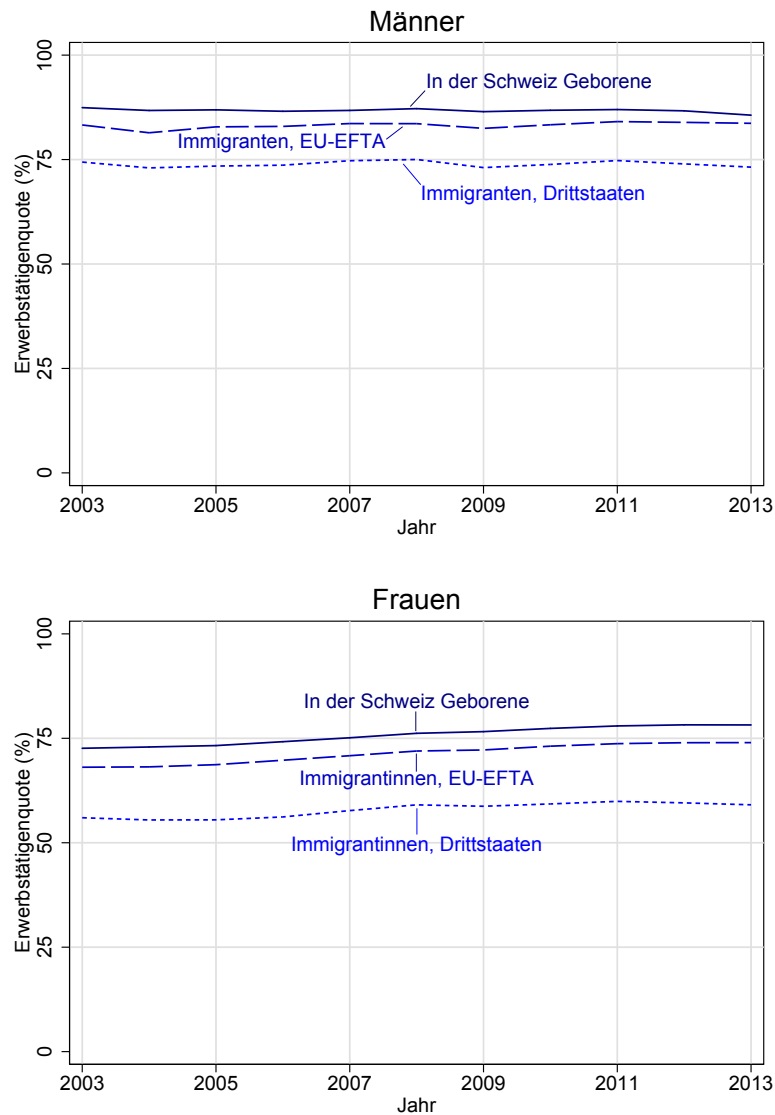 Männer
100
75
50
25
0
Erwerbstätigenquote (%)
In der Schweiz Geborene
Immigranten, EU-EFTA
Immigranten, Drittstaaten
2003 2005 2007 2009 2011 2013
Jahr
Frauen
100
75
50
25
0
Erwerbstätigenquote (%)
In der Schweiz Geborene
Immigrantinnen, EU-EFTA
Immigrantinnen, Drittstaaten
2003 2005 2007 2009 2011 2013
Jahr